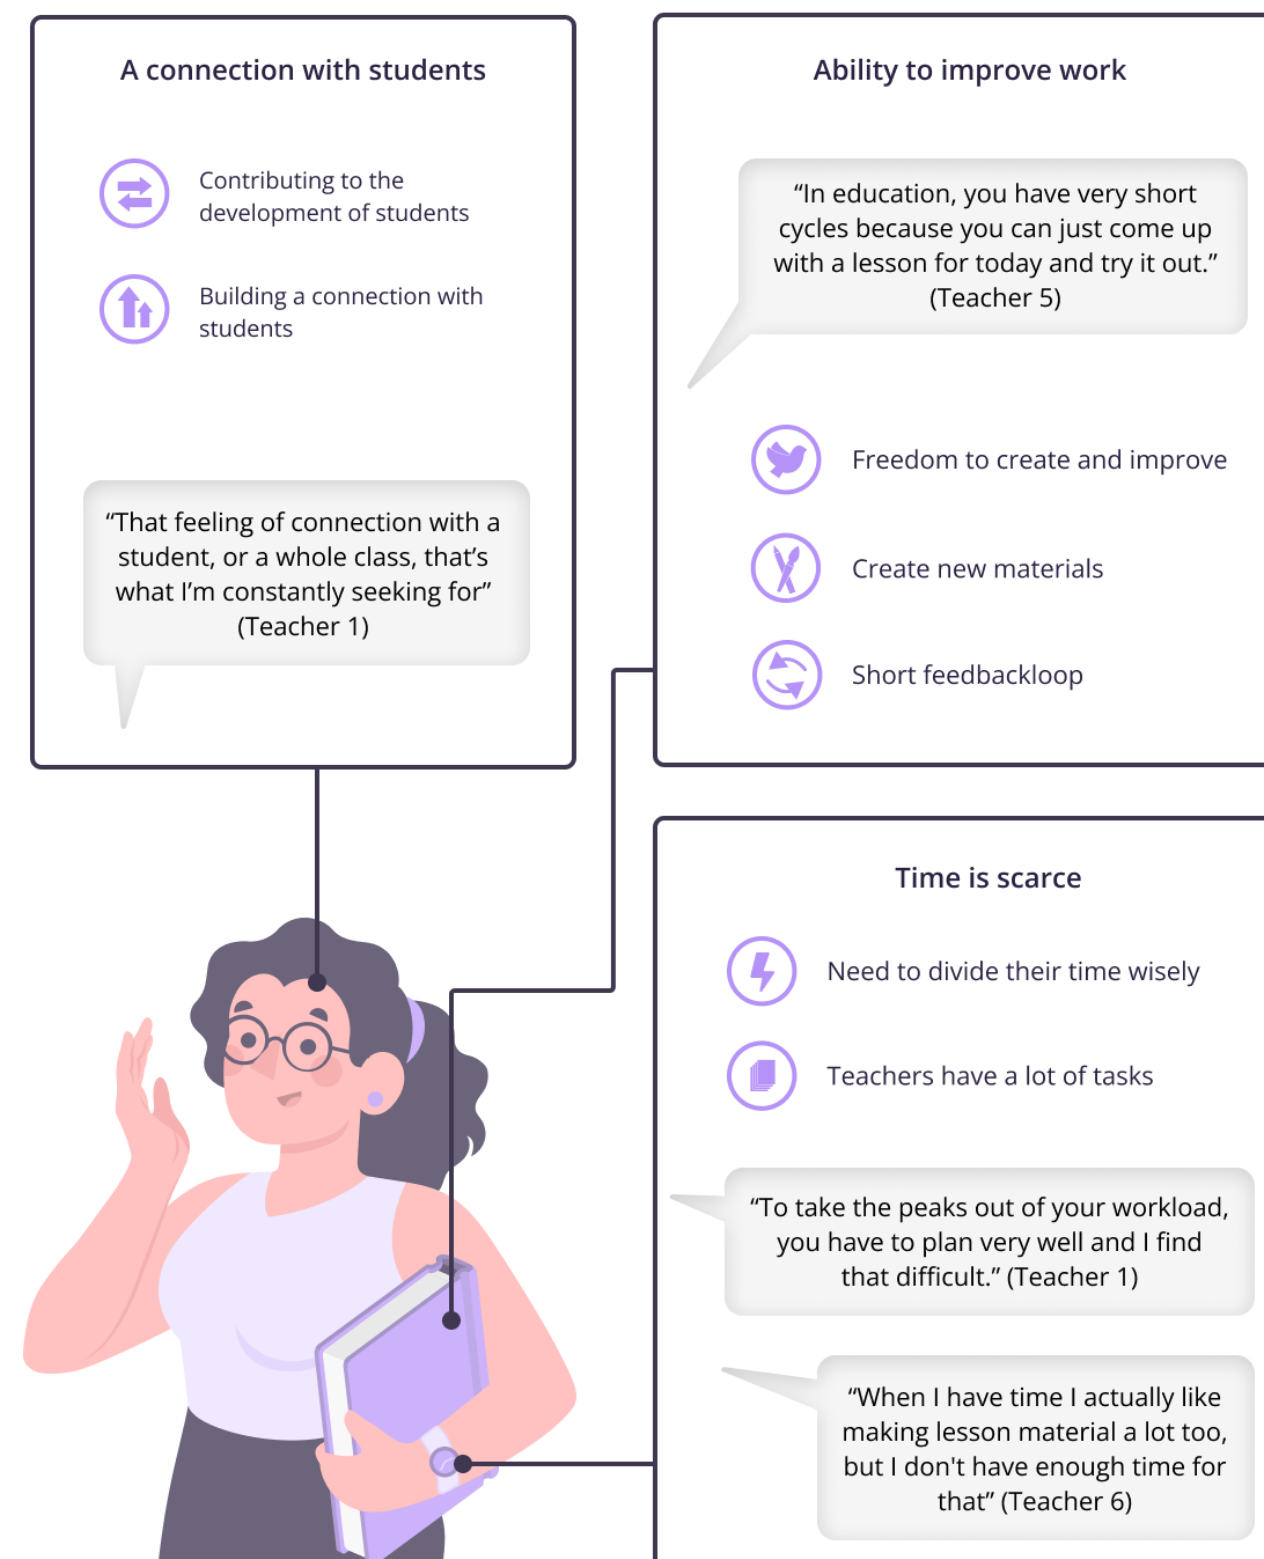 A connection with students
Contributing to the
development of students
Building a connection with
students
“That feeling of connection with a
student, or a whole class, that’s
what I’m constantly seeking for”
(Teacher 1)
Ability to improve work
“In education, you have very short
cycles because you can just come up
with a lesson for today and try it out.”
(Teacher 5)
Freedom to create and improve
Create new materials
Short feedbackloop
Time is scarce
Need to divide their time wisely
Teachers have a lot of tasks
“To take the peaks out of your workload,
you have to plan very well and I find
that difficult.” (Teacher 1)
“When I have time I actually like
making lesson material a lot too,
but I don't have enough time for
that” (Teacher 6)